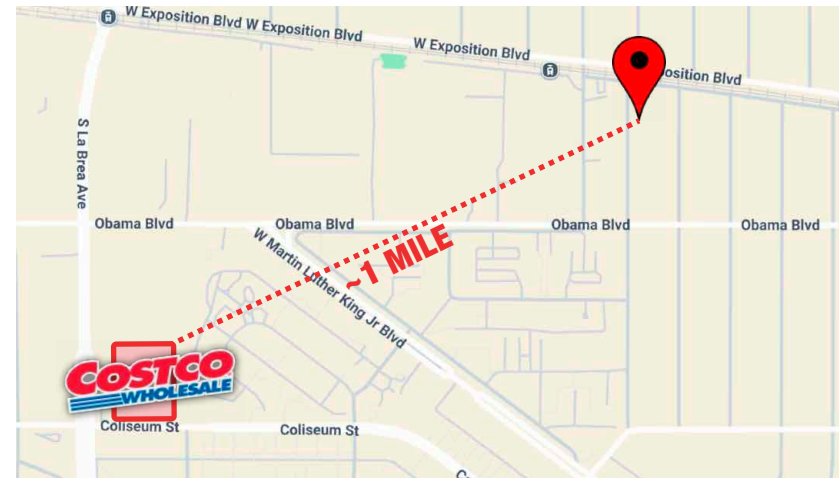 W Exposition Blvd W Exposition Blvd
W Exposition Blvd
osition Blvd
S La Brea Ave
Obama Blvd
Obama Blvd
Obama Blvd
Obama Blvd
W Martin Luther King Jr Blvd
~1 MILE
COSTCO
WHOLESALE
Coliseum St
Coliseum St